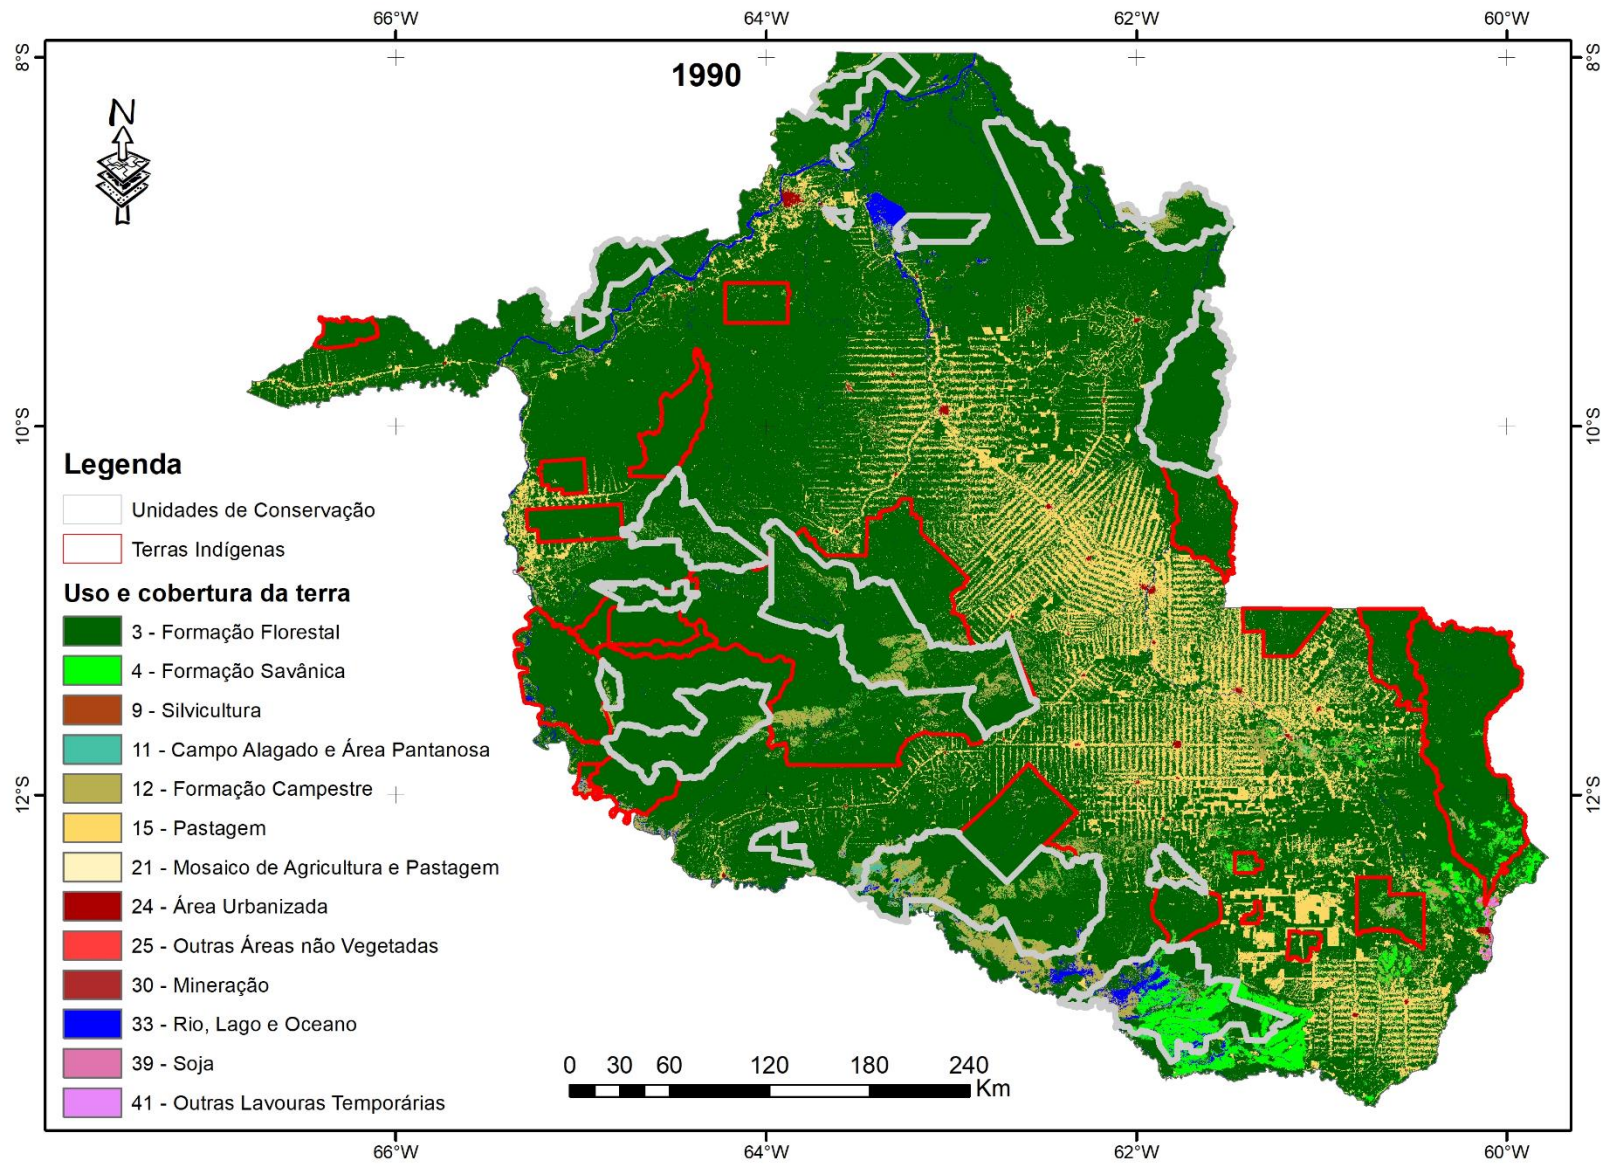 66°W 64°W 62°W 60°W
8°S 8°S
1990
N
10°S 10°S
Legenda
Unidades de Conservação
Terras Indígenas
Uso e cobertura da terra
3 - Formação Florestal
4 - Formação Savânica
9 - Silvicultura
11 - Campo Alagado e Área Pantanosa
12 - Formação Campestre
12°S 12°S
15 - Pastagem
21 - Mosaico de Agricultura e Pastagem
24 - Área Urbanizada
25 - Outras Áreas não Vegetadas
30 - Mineração
33 - Rio, Lago e Oceano
39 - Soja
41 - Outras Lavouras Temporárias
0 30 60 120 180 240
Km
66°W 64°W 62°W 60°W